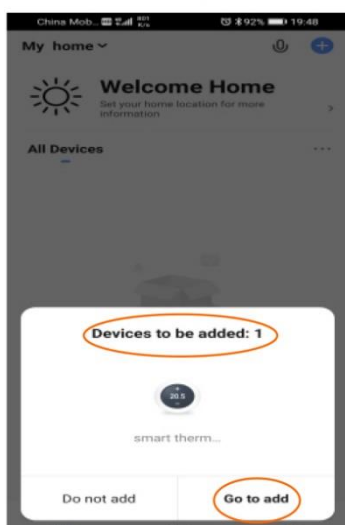 China Mob.. 92% 19:48
My home
Welcome Home
Set your home location for more
information
All Devices
Devices to be added: 1
20.5
smart therm...
Do not add
Go to add